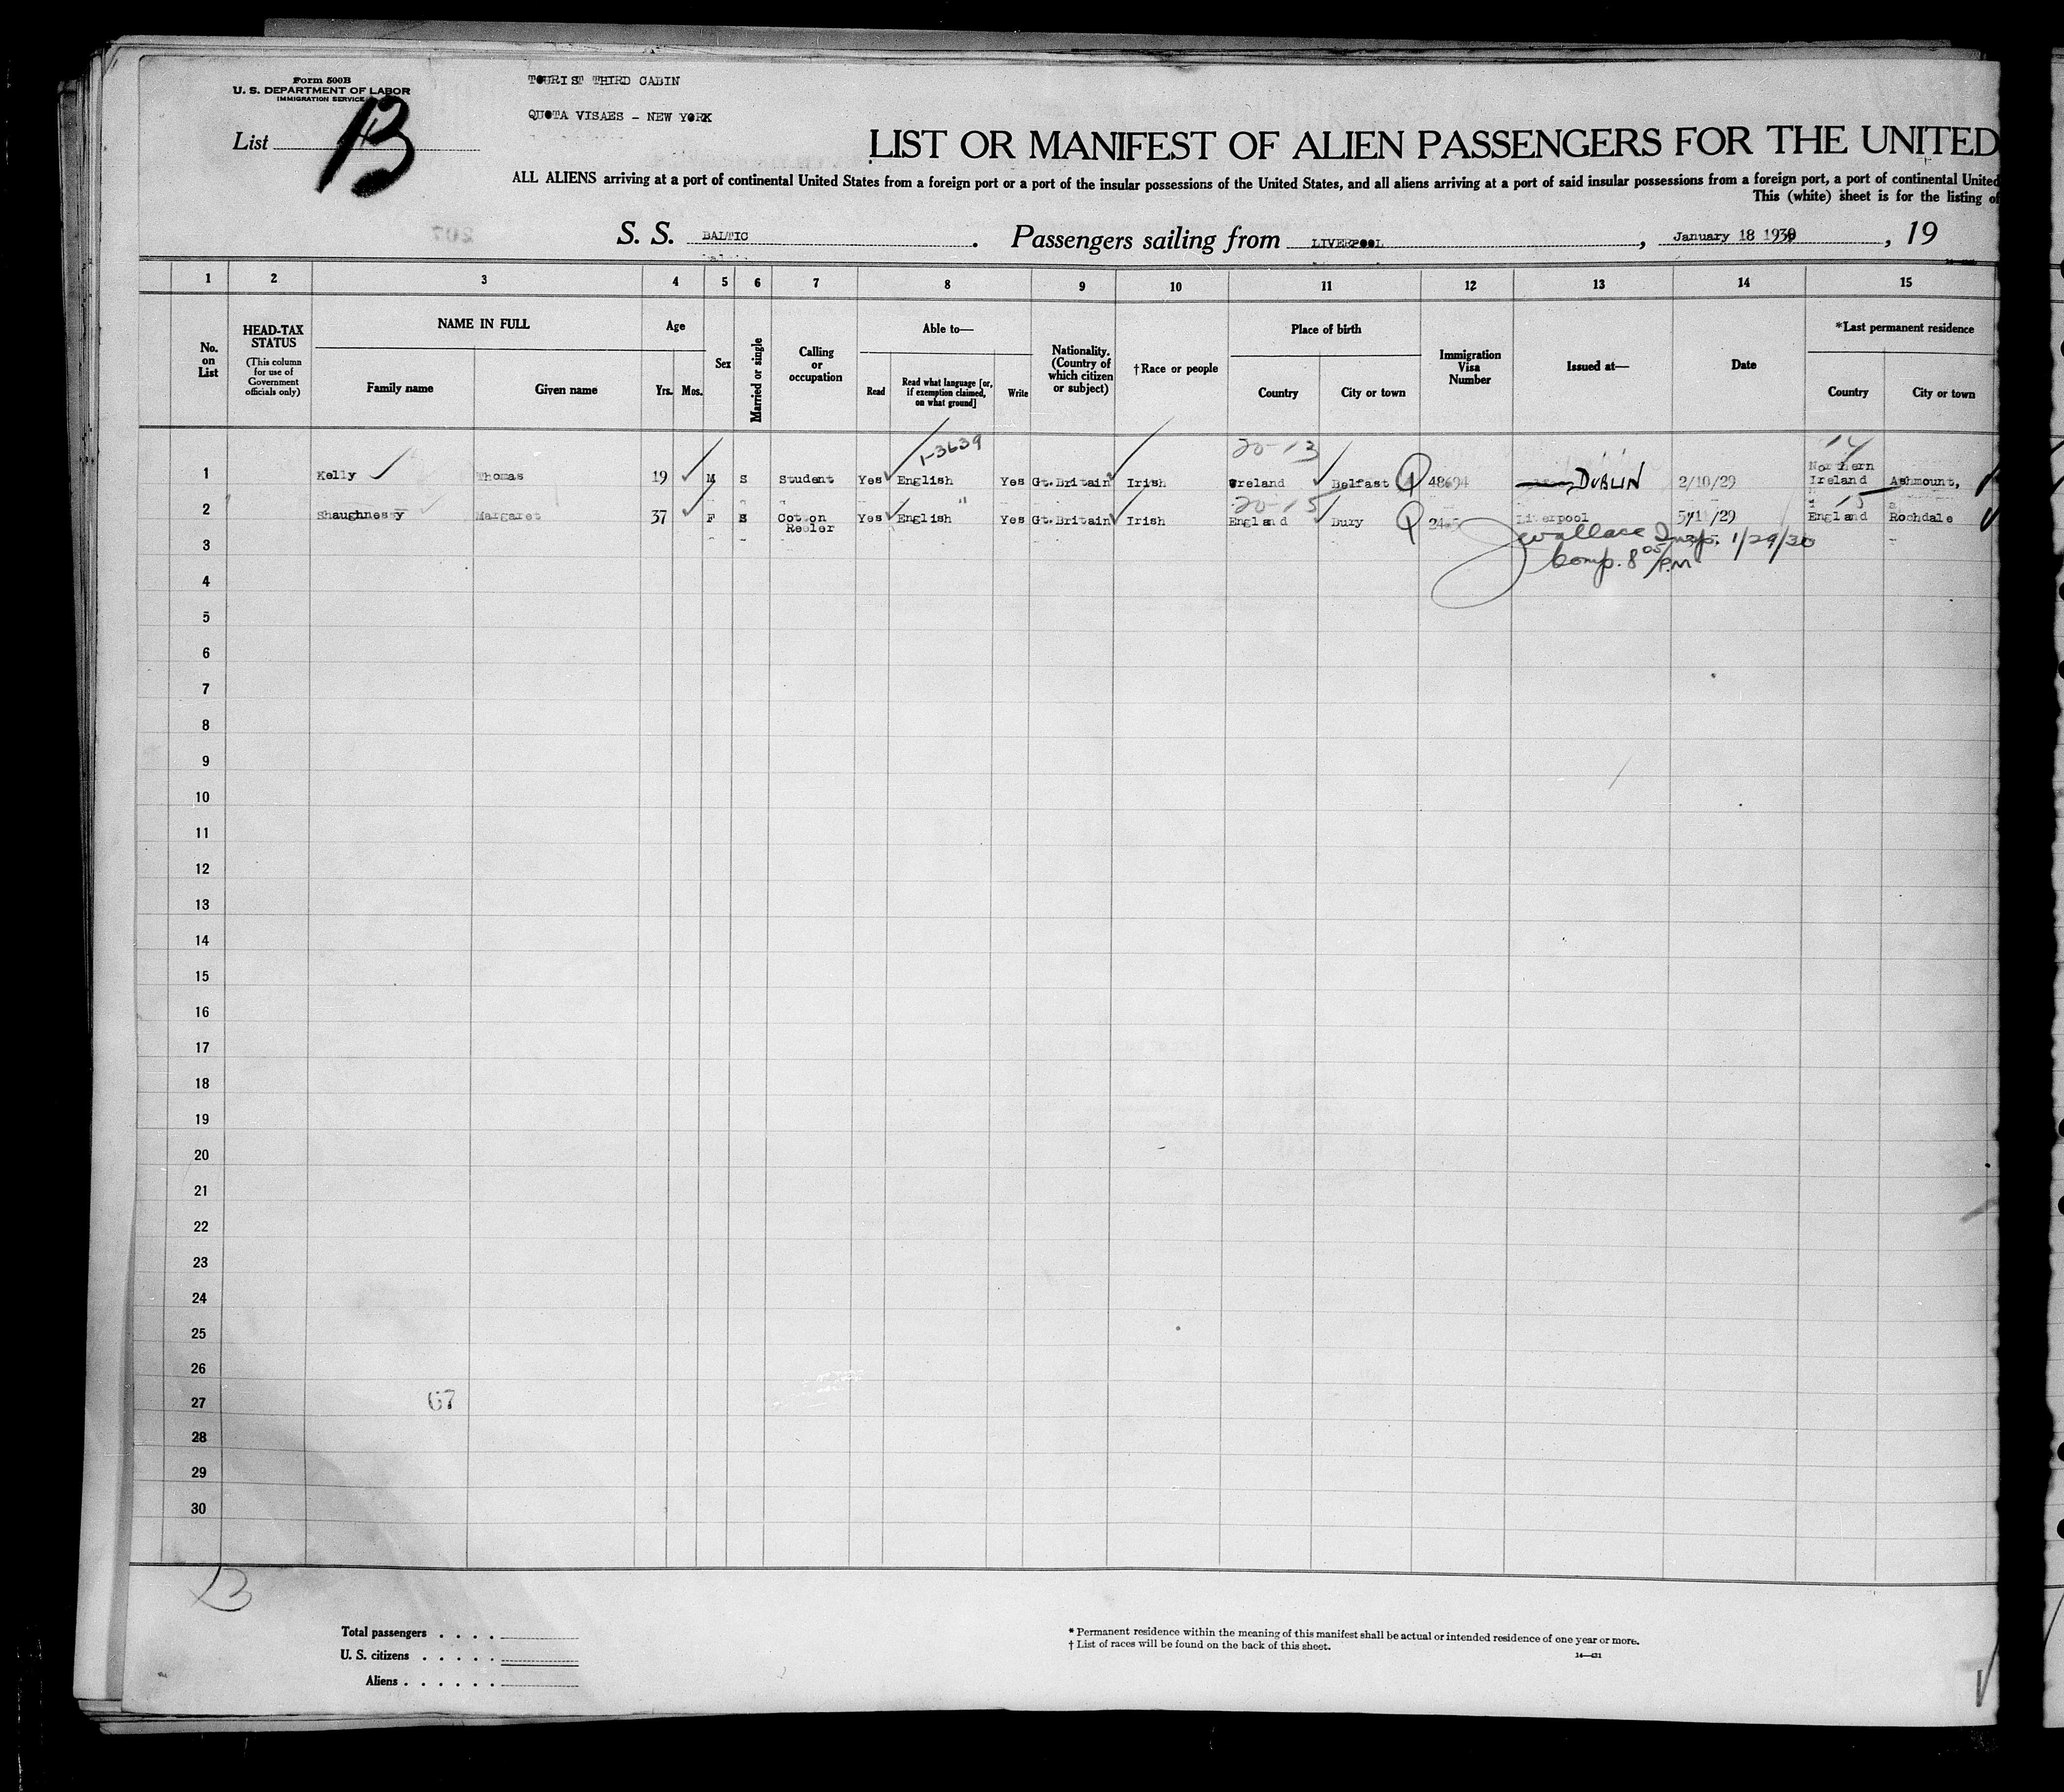 Form 500B
U. S. DEPARTMENT OF LABOR
IMMIGRATION SERVICE
List 13
TOURIST THIRD CABIN
QUOTA VISAES - NEW YORK
LIST OR MANIFEST OF ALIEN PASSENGERS FOR THE UNITED
ALL ALIENS arriving at a port of continental United States from a foreign port or a port of the insular possessions of the United States, and all aliens arriving at a port of said insular possessions from a foreign port, a port of continental United
This (white) sheet is for the listing of
207
S. S. BALTIC. Passengers sailing from LIVERPOOL, January 18 1930, 19
1 2 3 4 5 6 7 8 9 10 11 12 13 14 15
No. on List
HEAD-TAX STATUS
(This column for use of Government officials only)
NAME IN FULL
Family name Given name
Age
Yrs. Mos.
Sex
Married or single
Calling or occupation
Able to—
Read
Read what language [or, if exemption claimed, on what ground]
Write
Nationality. (Country of which citizen or subject)
†Race or people
Place of birth
Country City or town
Immigration Visa Number
Issued at—
Date
*Last permanent residence
Country City or town
1-3639 20-13 14
1 Kelly Thomas 19 M S Student Yes English Yes Gt.Britain Irish Ireland Belfast 48694 DUBLIN 2/10/29 Northern Ireland Ashmount,
20-15 15
2 Shaughnessy Margaret 37 F S Cotton Reeler Yes English " Yes Gt.Britain Irish England Bury Liverpool England Rochdale
JWallace Insp. 1/29/30
Comp. 8 05/PM
3
4
5
6
7
8
9
10
11
12
13
14
15
16
17
18
19
20
21
22
23
24
25
26
27
67
28
29
30
13
Total passengers . . . .
U. S. citizens . . . . .
Aliens . . . . . .
* Permanent residence within the meaning of this manifest shall be actual or intended residence of one year or more.
† List of races will be found on the back of this sheet.
14—431